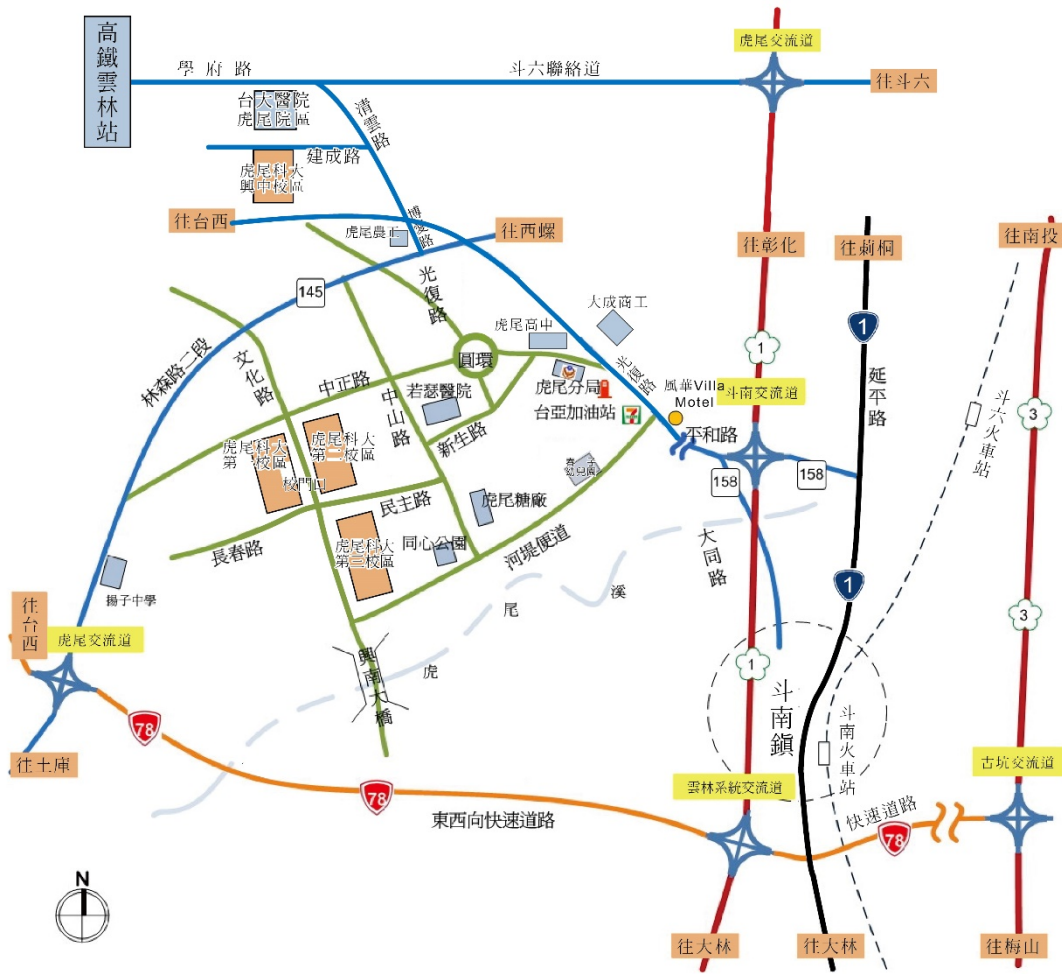 高鐵雲林站
學府路
斗六聯絡道
虎尾交流道
往斗六
台大醫院
虎尾院區
清雲路
建成路
虎尾科大
興中校區
往台西
虎尾農工
博愛路
往西螺
往彰化
往莿桐
往南投
145
光復路
大成商工
1
1
虎尾高中
圓環
文化路
林森路二段
中正路
中山路
若瑟醫院
虎尾分局
光復路
風華Villa
Motel
斗南交流道
延平路
斗六火車站
3
台亞加油站
平和路
新生路
虎尾科大
第一校區
虎尾科大
第二校區
校門口
幼兒園
158
158
民主路
虎尾糖廠
長春路
虎尾科大
第三校區
同心公園
河堤便道
大同路
揚子中學
溪
尾
虎
1
3
往台西
虎尾交流道
興南大橋
1
斗南鎮
斗南火車站
78
往土庫
78
東西向快速道路
雲林系統交流道
快速道路
78
古坑交流道
N
往大林
往大林
往梅山